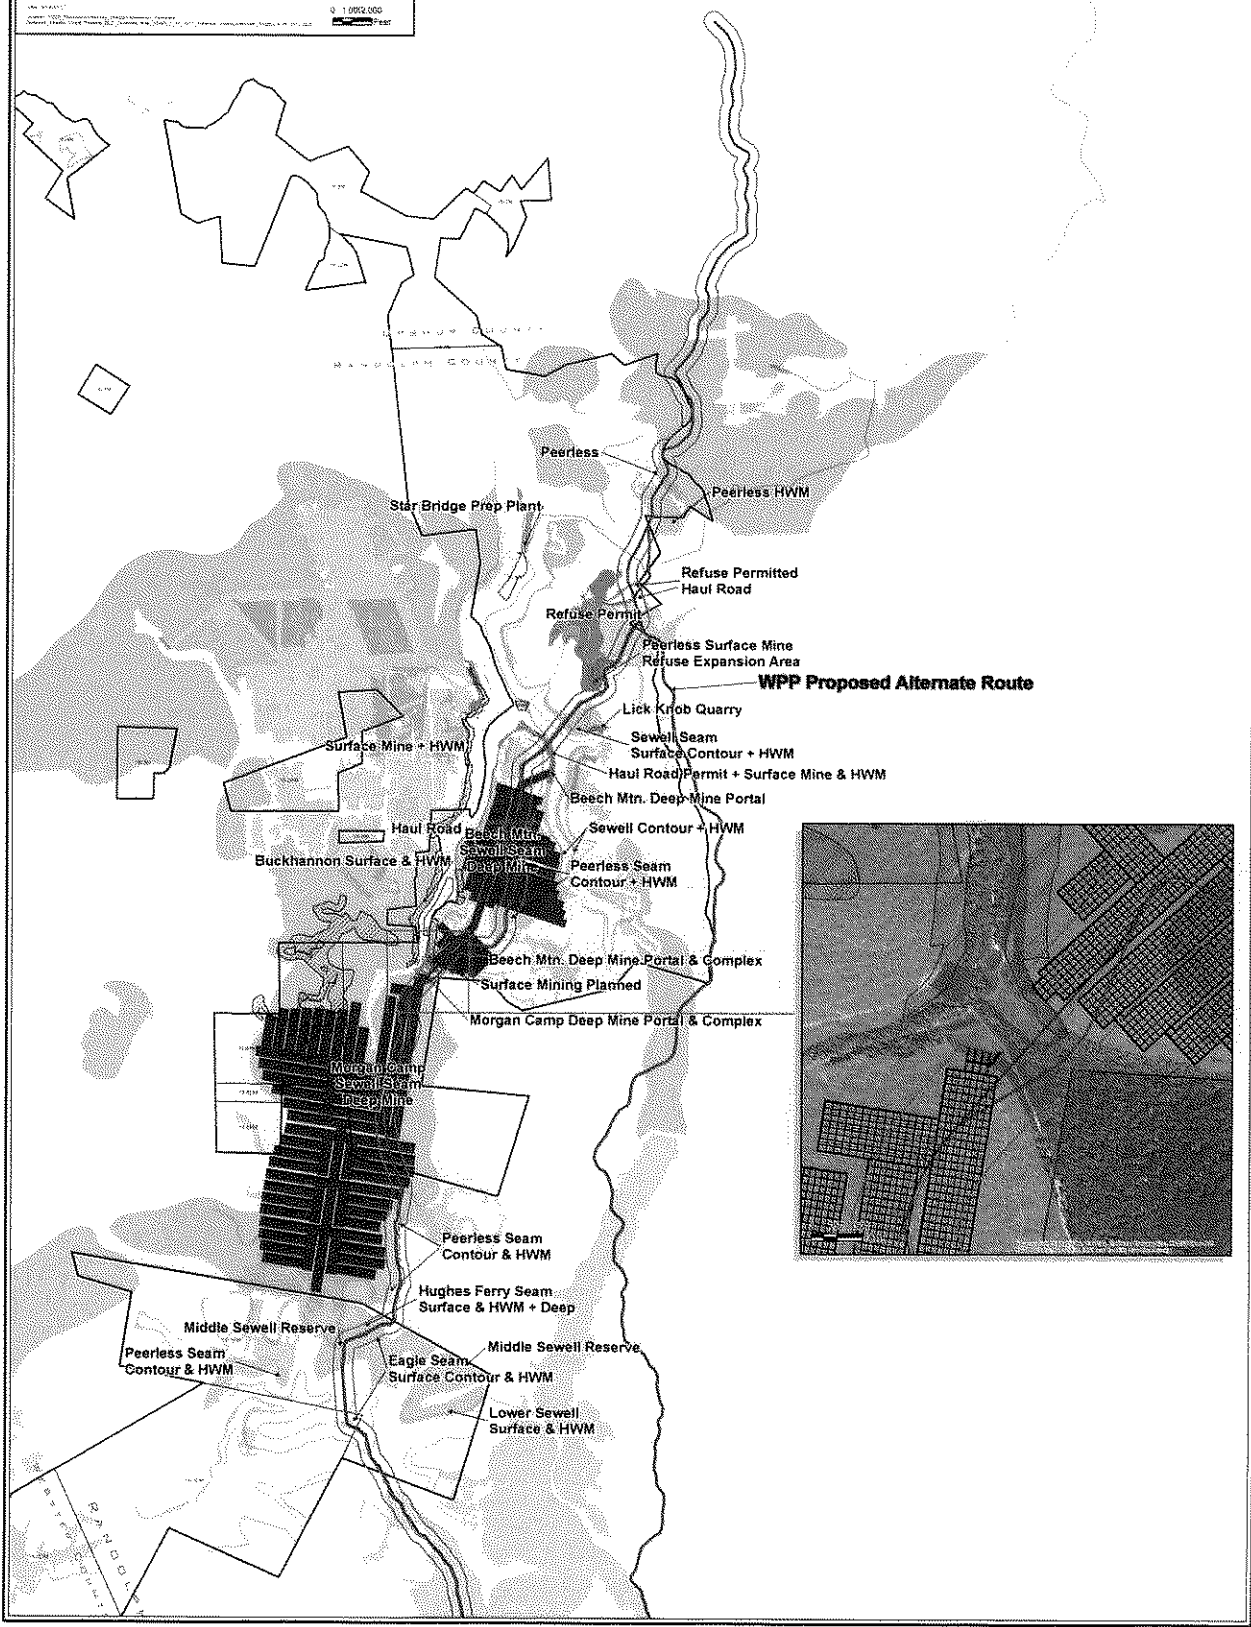 Feet
UPSHUR COUNTY
RANDOLPH COUNTY
Peerless
Peerless HWM
Star Bridge Prep Plant
Refuse Permitted
Haul Road
Refuse Permit
Peerless Surface Mine
Refuse Expansion Area
WPP Proposed Alternate Route
Lick Knob Quarry
Sewell Seam
Surface Contour + HWM
Surface Mine + HWM
Haul Road Permit + Surface Mine & HWM
Beech Mtn. Deep Mine Portal
Haul Road
Beech Mtn.
Sewell Seam
Deep Mine
Sewell Contour + HWM
Buckhannon Surface & HWM
Peerless Seam
Contour + HWM
Beech Mtn. Deep Mine Portal & Complex
Surface Mining Planned
Morgan Camp Deep Mine Portal & Complex
Morgan Camp
Sewell Seam
Deep Mine
Peerless Seam
Contour & HWM
Hughes Ferry Seam
Surface & HWM + Deep
Middle Sewell Reserve
Middle Sewell Reserve
Peerless Seam
Contour & HWM
Eagle Seam
Surface Contour & HWM
Lower Sewell
Surface & HWM